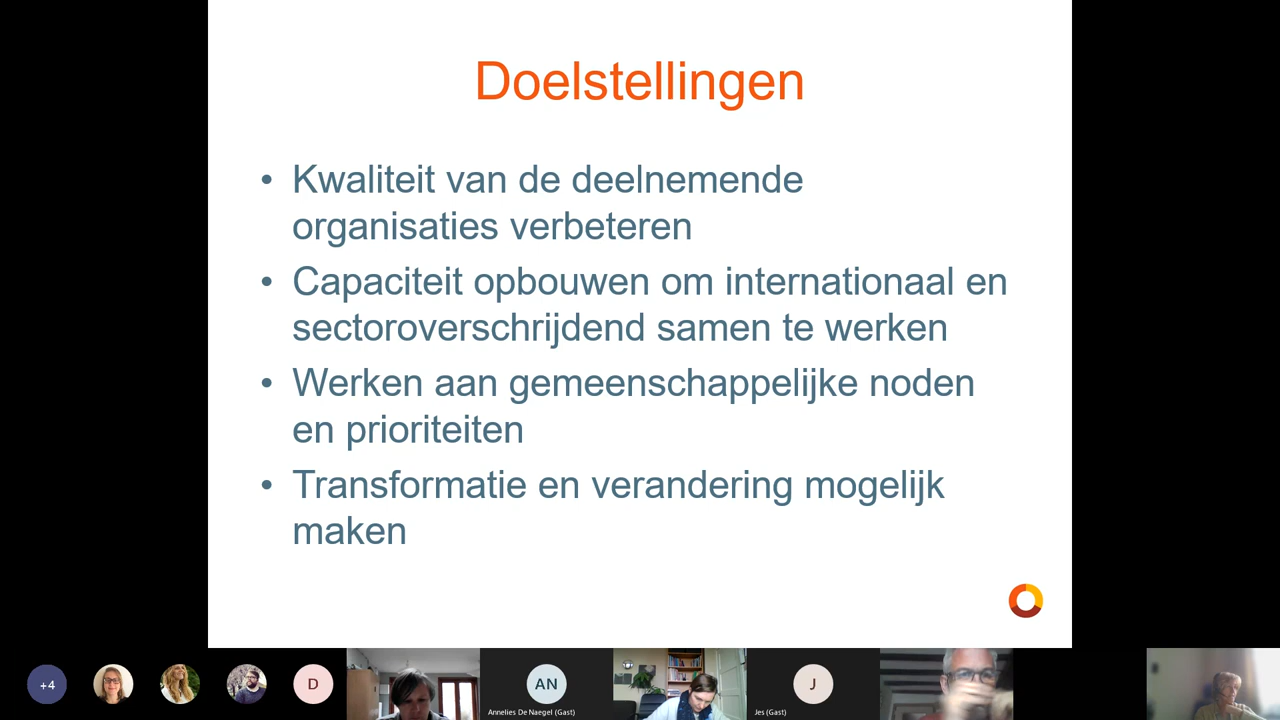 Doelstellingen
• Kwaliteit van de deelnemende
organisaties verbeteren
• Capaciteit opbouwen om internationaal en
sectoroverschrijdend samen te werken
• Werken aan gemeenschappelijke noden
en prioriteiten
• Transformatie en verandering mogelijk
maken
+4
D
AN
Annelies De Naegel (Gast)
J
Jes (Gast)